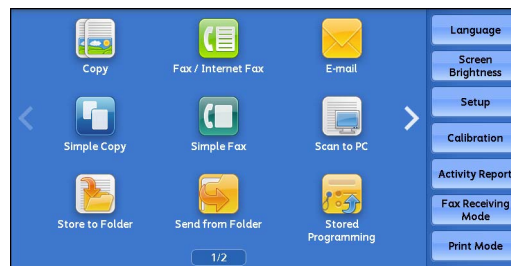 Copy
Fax / Internet Fax
E-mail
Simple Copy
Simple Fax
Scan to PC
Store to Folder
Send from Folder
Stored
Programming
1/2
Language
Screen
Brightness
Setup
Calibration
Activity Report
Fax Receiving
Mode
Print Mode